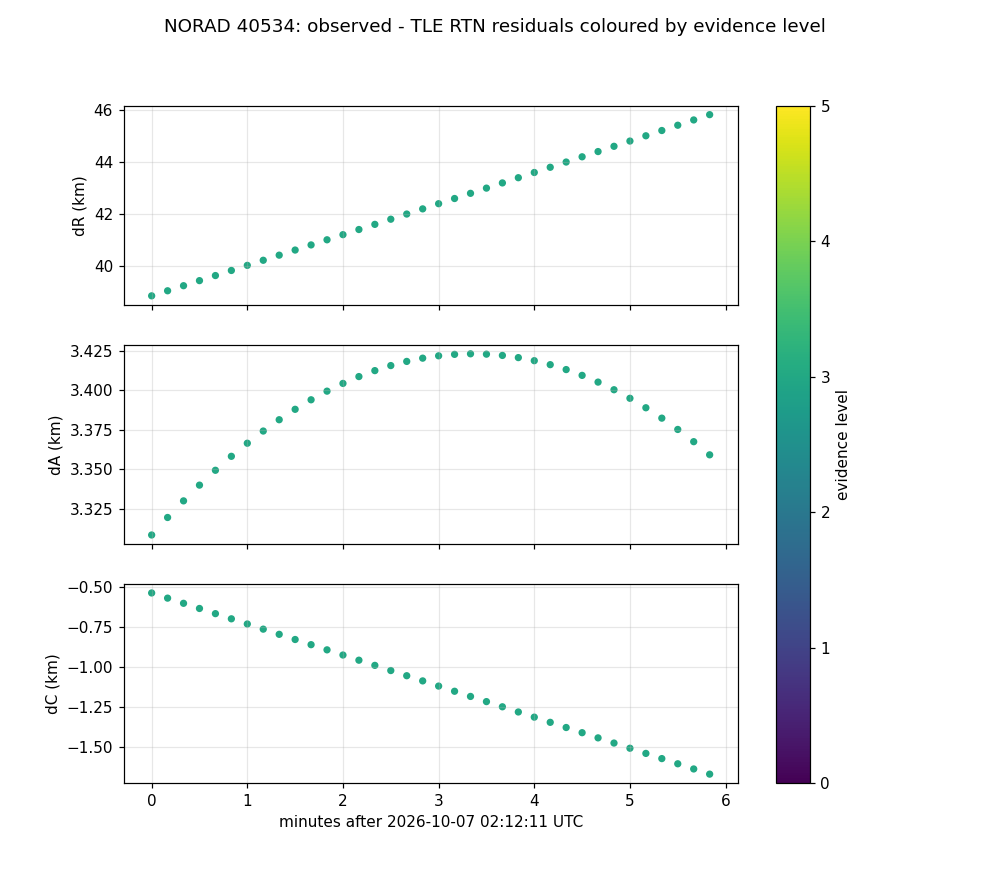 NORAD 40534: observed - TLE RTN residuals coloured by evidence level
46
44
42
40
dR (km)
3.425
3.400
3.375
3.350
3.325
dA (km)
−0.50
−0.75
−1.00
−1.25
−1.50
dC (km)
0 1 2 3 4 5 6
minutes after 2026-10-07 02:12:11 UTC
5
4
3
2
1
0
evidence level